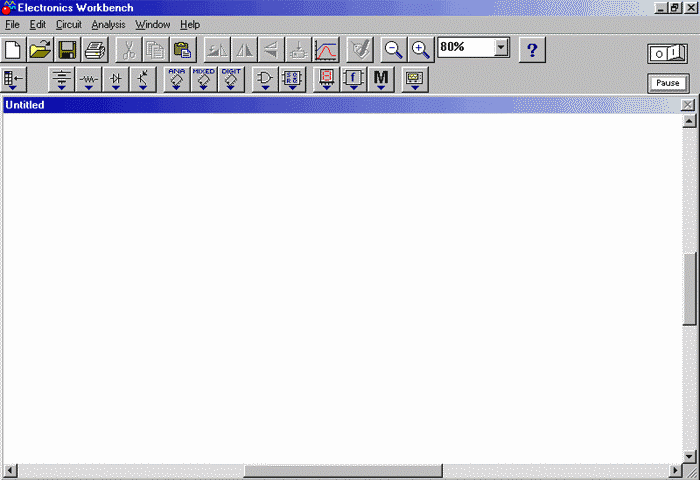 Electronics Workbench
File Edit Circuit Analysis Window Help
80% ? O I
ANA MIXED DIGIT f M Pause
Untitled